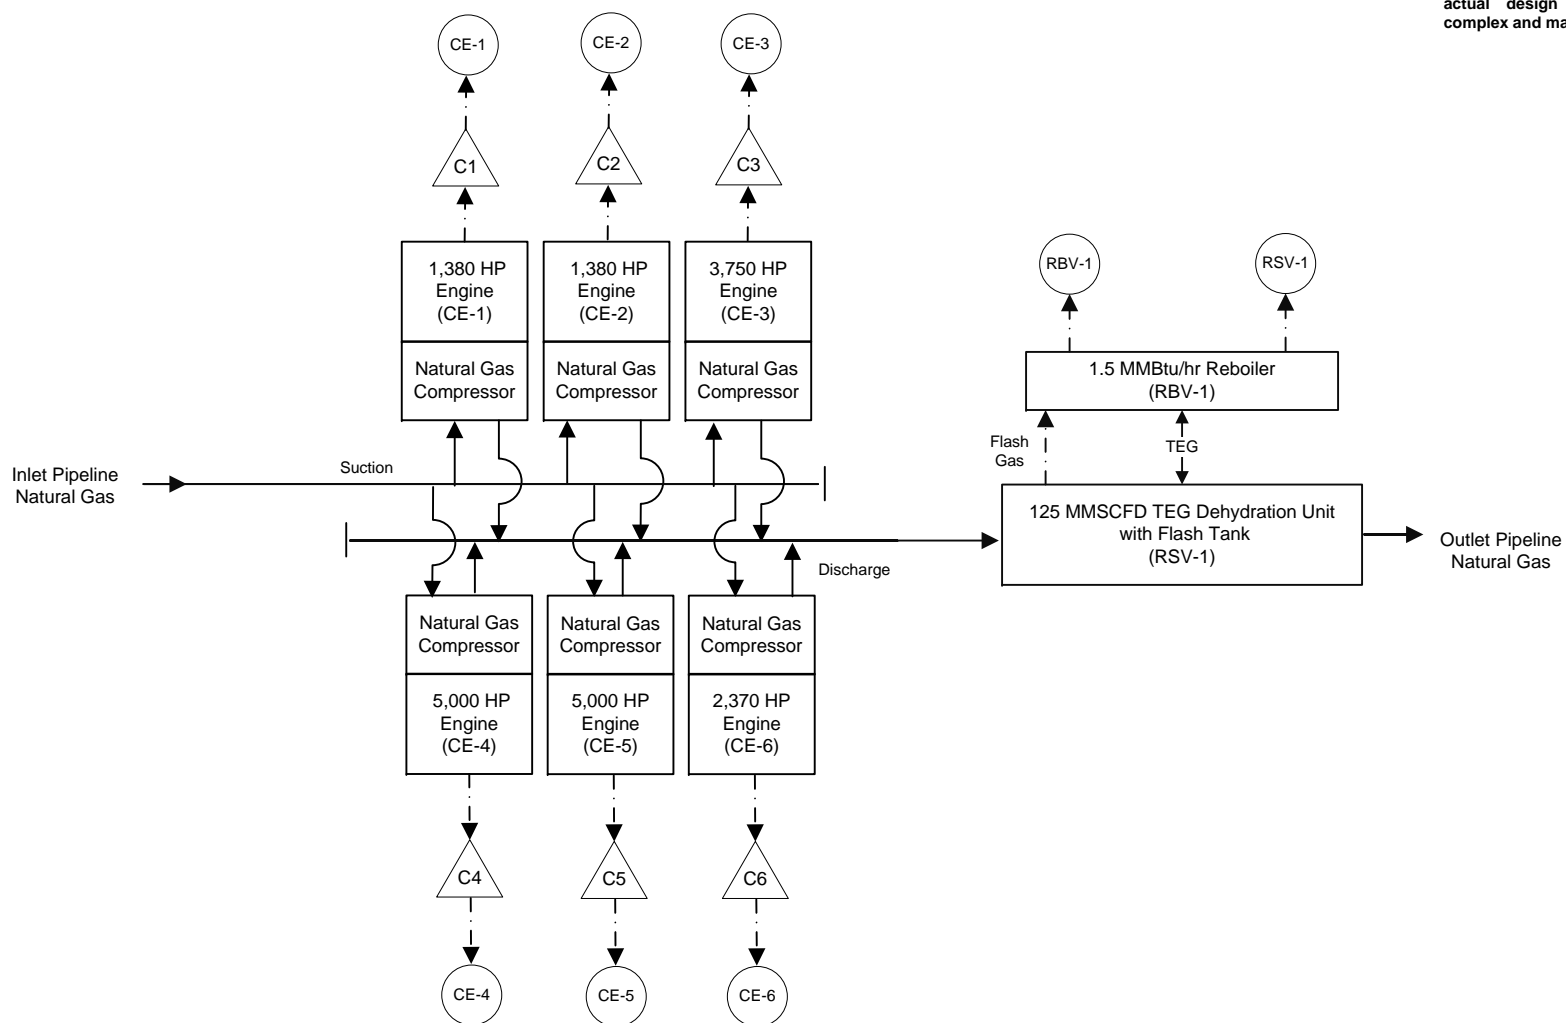 actual design
complex and ma
CE-1
CE-2
CE-3
C1
C2
C3
1,380 HP
Engine
(CE-1)
1,380 HP
Engine
(CE-2)
3,750 HP
Engine
(CE-3)
RBV-1
RSV-1
Natural Gas
Compressor
Natural Gas
Compressor
Natural Gas
Compressor
1.5 MMBtu/hr Reboiler
(RBV-1)
Flash
Gas
TEG
Inlet Pipeline
Natural Gas
Suction
125 MMSCFD TEG Dehydration Unit
with Flash Tank
(RSV-1)
Outlet Pipeline
Natural Gas
Discharge
Natural Gas
Compressor
Natural Gas
Compressor
Natural Gas
Compressor
5,000 HP
Engine
(CE-4)
5,000 HP
Engine
(CE-5)
2,370 HP
Engine
(CE-6)
C4
C5
C6
CE-4
CE-5
CE-6